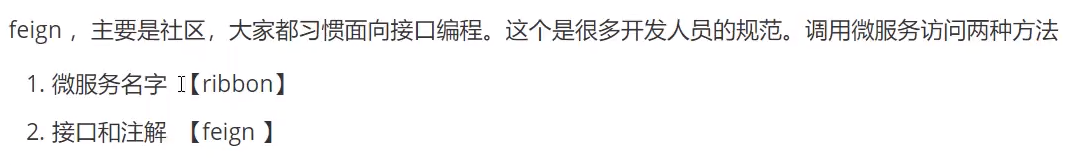 feign ，主要是社区，大家都习惯面向接口编程。这个是很多开发人员的规范。调用微服务访问两种方法
1. 微服务名字 【ribbon】
2. 接口和注解 【feign 】